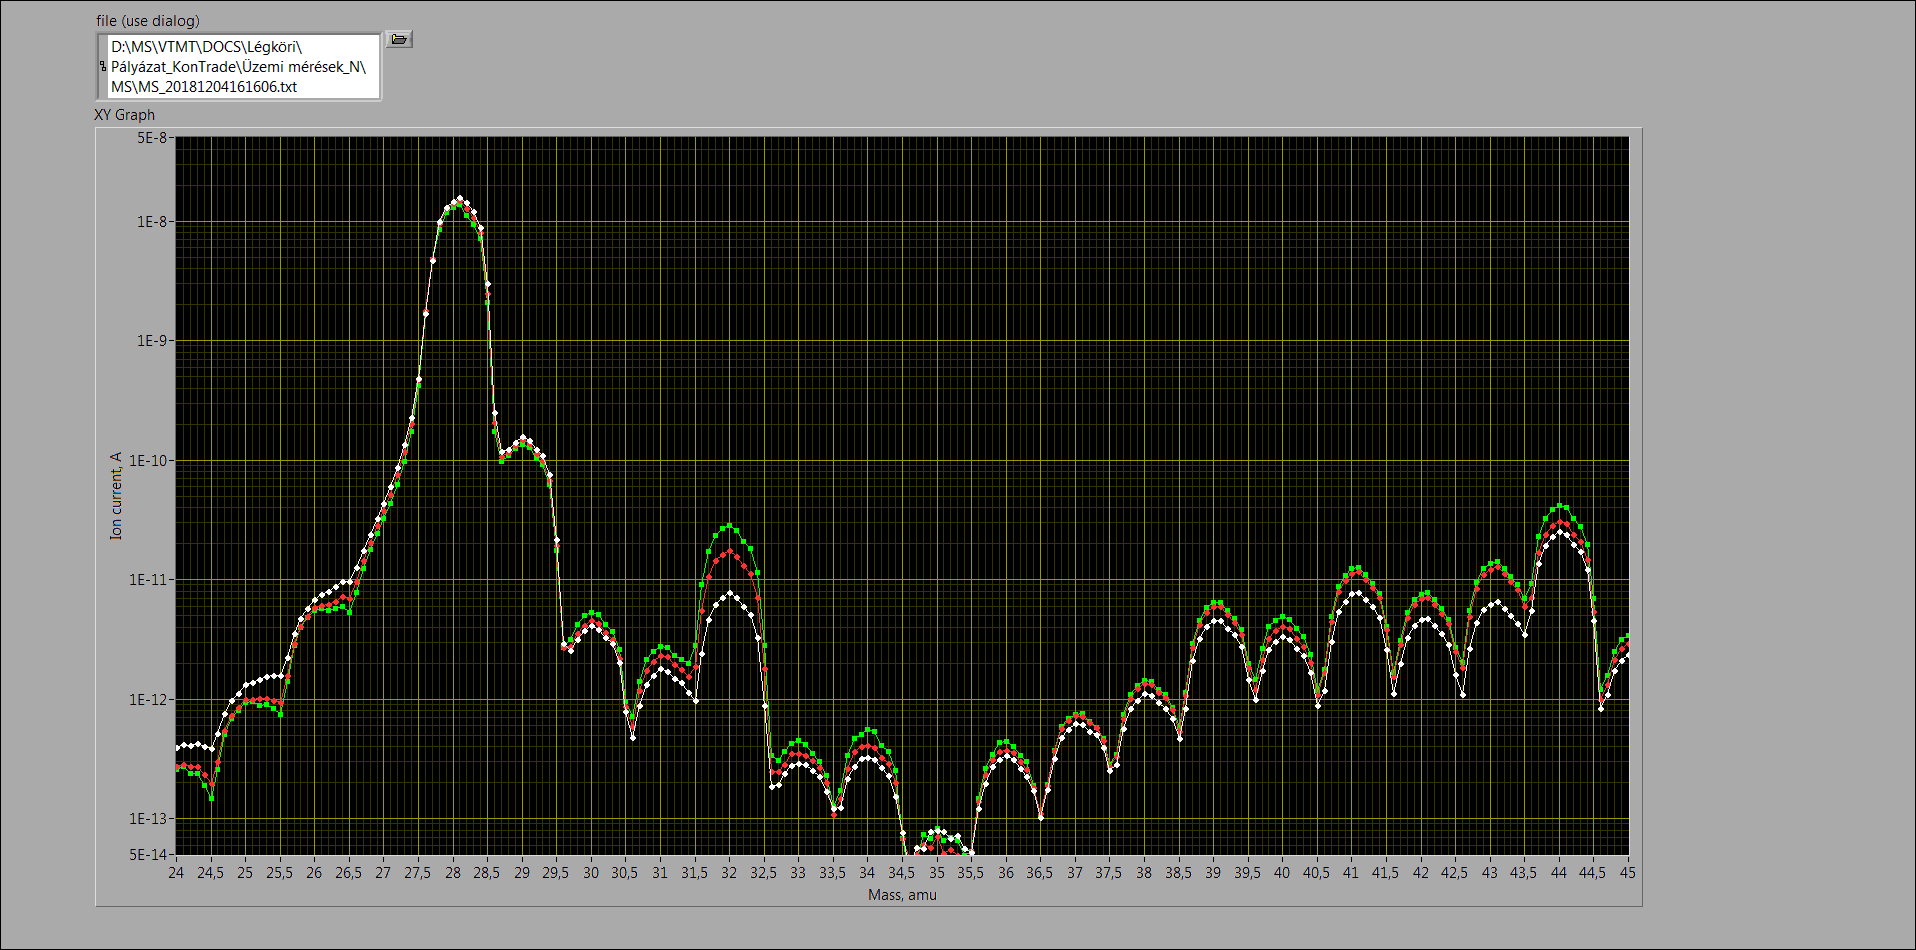 file (use dialog)
D:\MS\VTMT\DOCS\Légköri\
Pályázat_KonTrade\Üzemi mérések_N\
MS\MS_20181204161606.txt
XY Graph
5E-8
1E-8
1E-9
1E-10
1E-11
1E-12
1E-13
5E-14
Ion current, A
24 24,5 25 25,5 26 26,5 27 27,5 28 28,5 29 29,5 30 30,5 31 31,5 32 32,5 33 33,5 34 34,5 35 35,5 36 36,5 37 37,5 38 38,5 39 39,5 40 40,5 41 41,5 42 42,5 43 43,5 44 44,5 45
Mass, amu